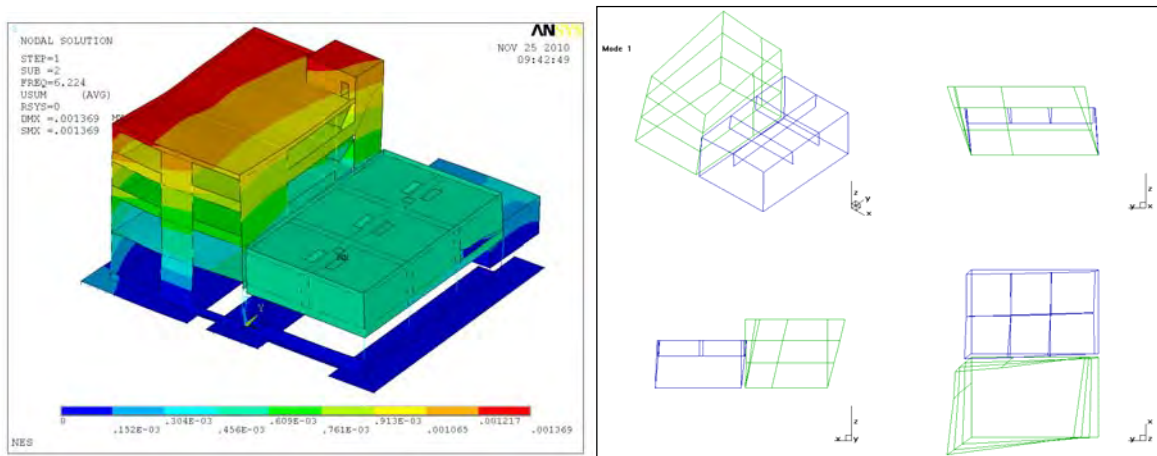 ANSYS
NODAL SOLUTION
NOV 25 2010
09:42:49
STEP=1
SUB =2
FREQ=6.224
USUM (AVG)
RSYS=0
DMX =.001369
SMX =.001369
Y
0 .304E-03 .609E-03 .913E-03 .001217
.152E-03 .456E-03 .761E-03 .001065 .001369
NES
Mode 1
z
y
x
z
y x
z
x y
x
y z